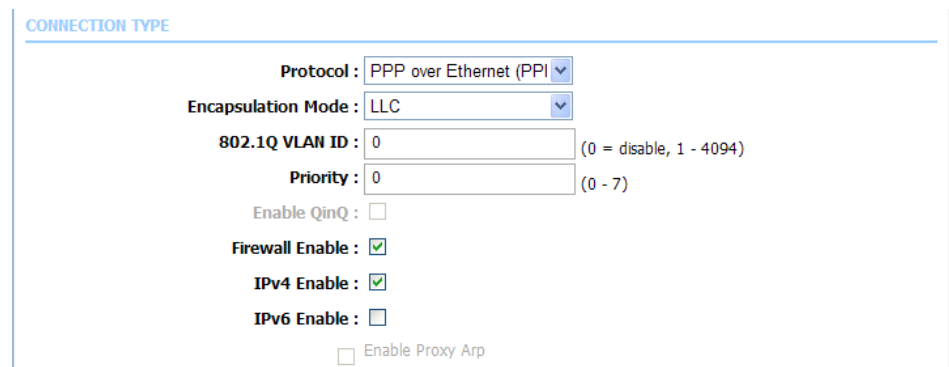 CONNECTION TYPE
Protocol : PPP over Ethernet (PPI
Encapsulation Mode : LLC
802.1Q VLAN ID : 0 (0 = disable, 1 - 4094)
Priority : 0 (0 - 7)
Enable QinQ :
Firewall Enable :
IPv4 Enable :
IPv6 Enable :
Enable Proxy Arp